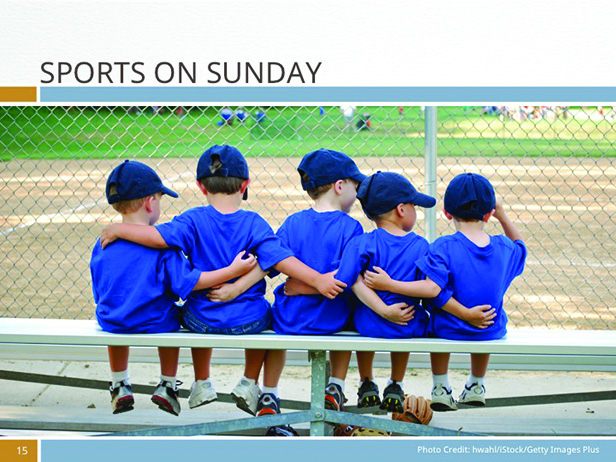 SPORTS ON SUNDAY
15
Photo Credit: hwahl/iStock/Getty Images Plus